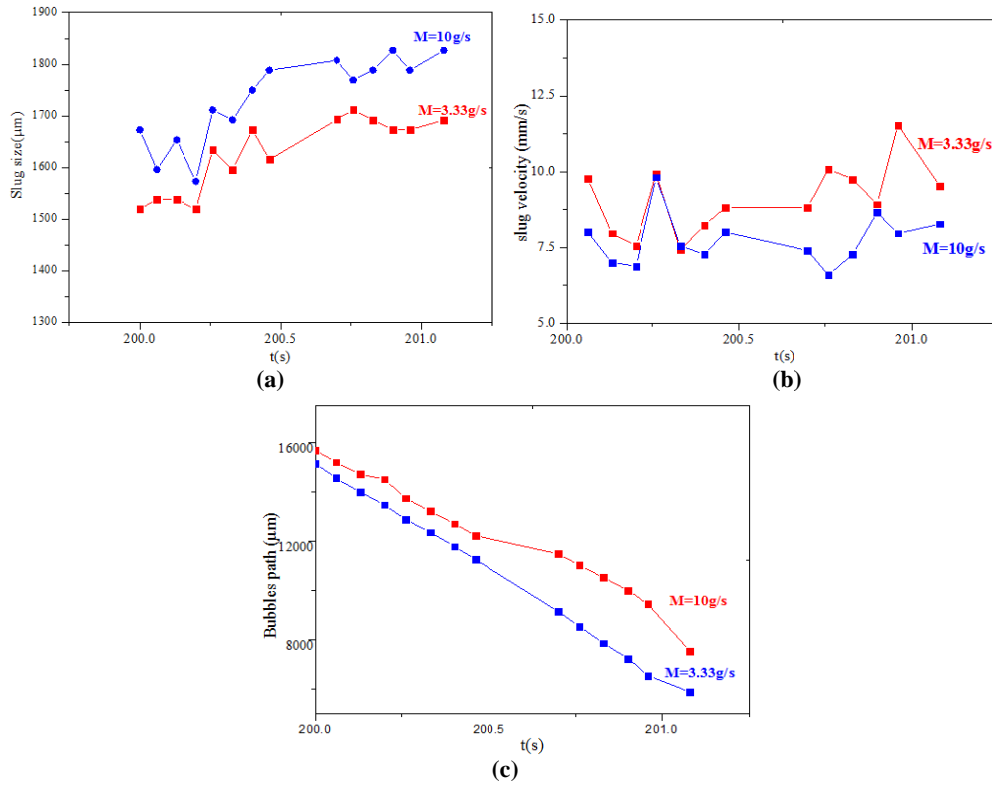 1900
1800
1700
1600
1500
1400
1300
Slug size(µm)
M=10g/s
M=3.33g/s
200.0
200.5
201.0
t(s)
(a)
15.0
12.5
10.0
7.5
5.0
slug velocity (mm/s)
M=3.33g/s
M=10g/s
200.0
200.5
201.0
t(s)
(b)
16000
12000
8000
Bubbles path (µm)
M=10g/s
M=3.33g/s
200.0
200.5
201.0
t(s)
(c)